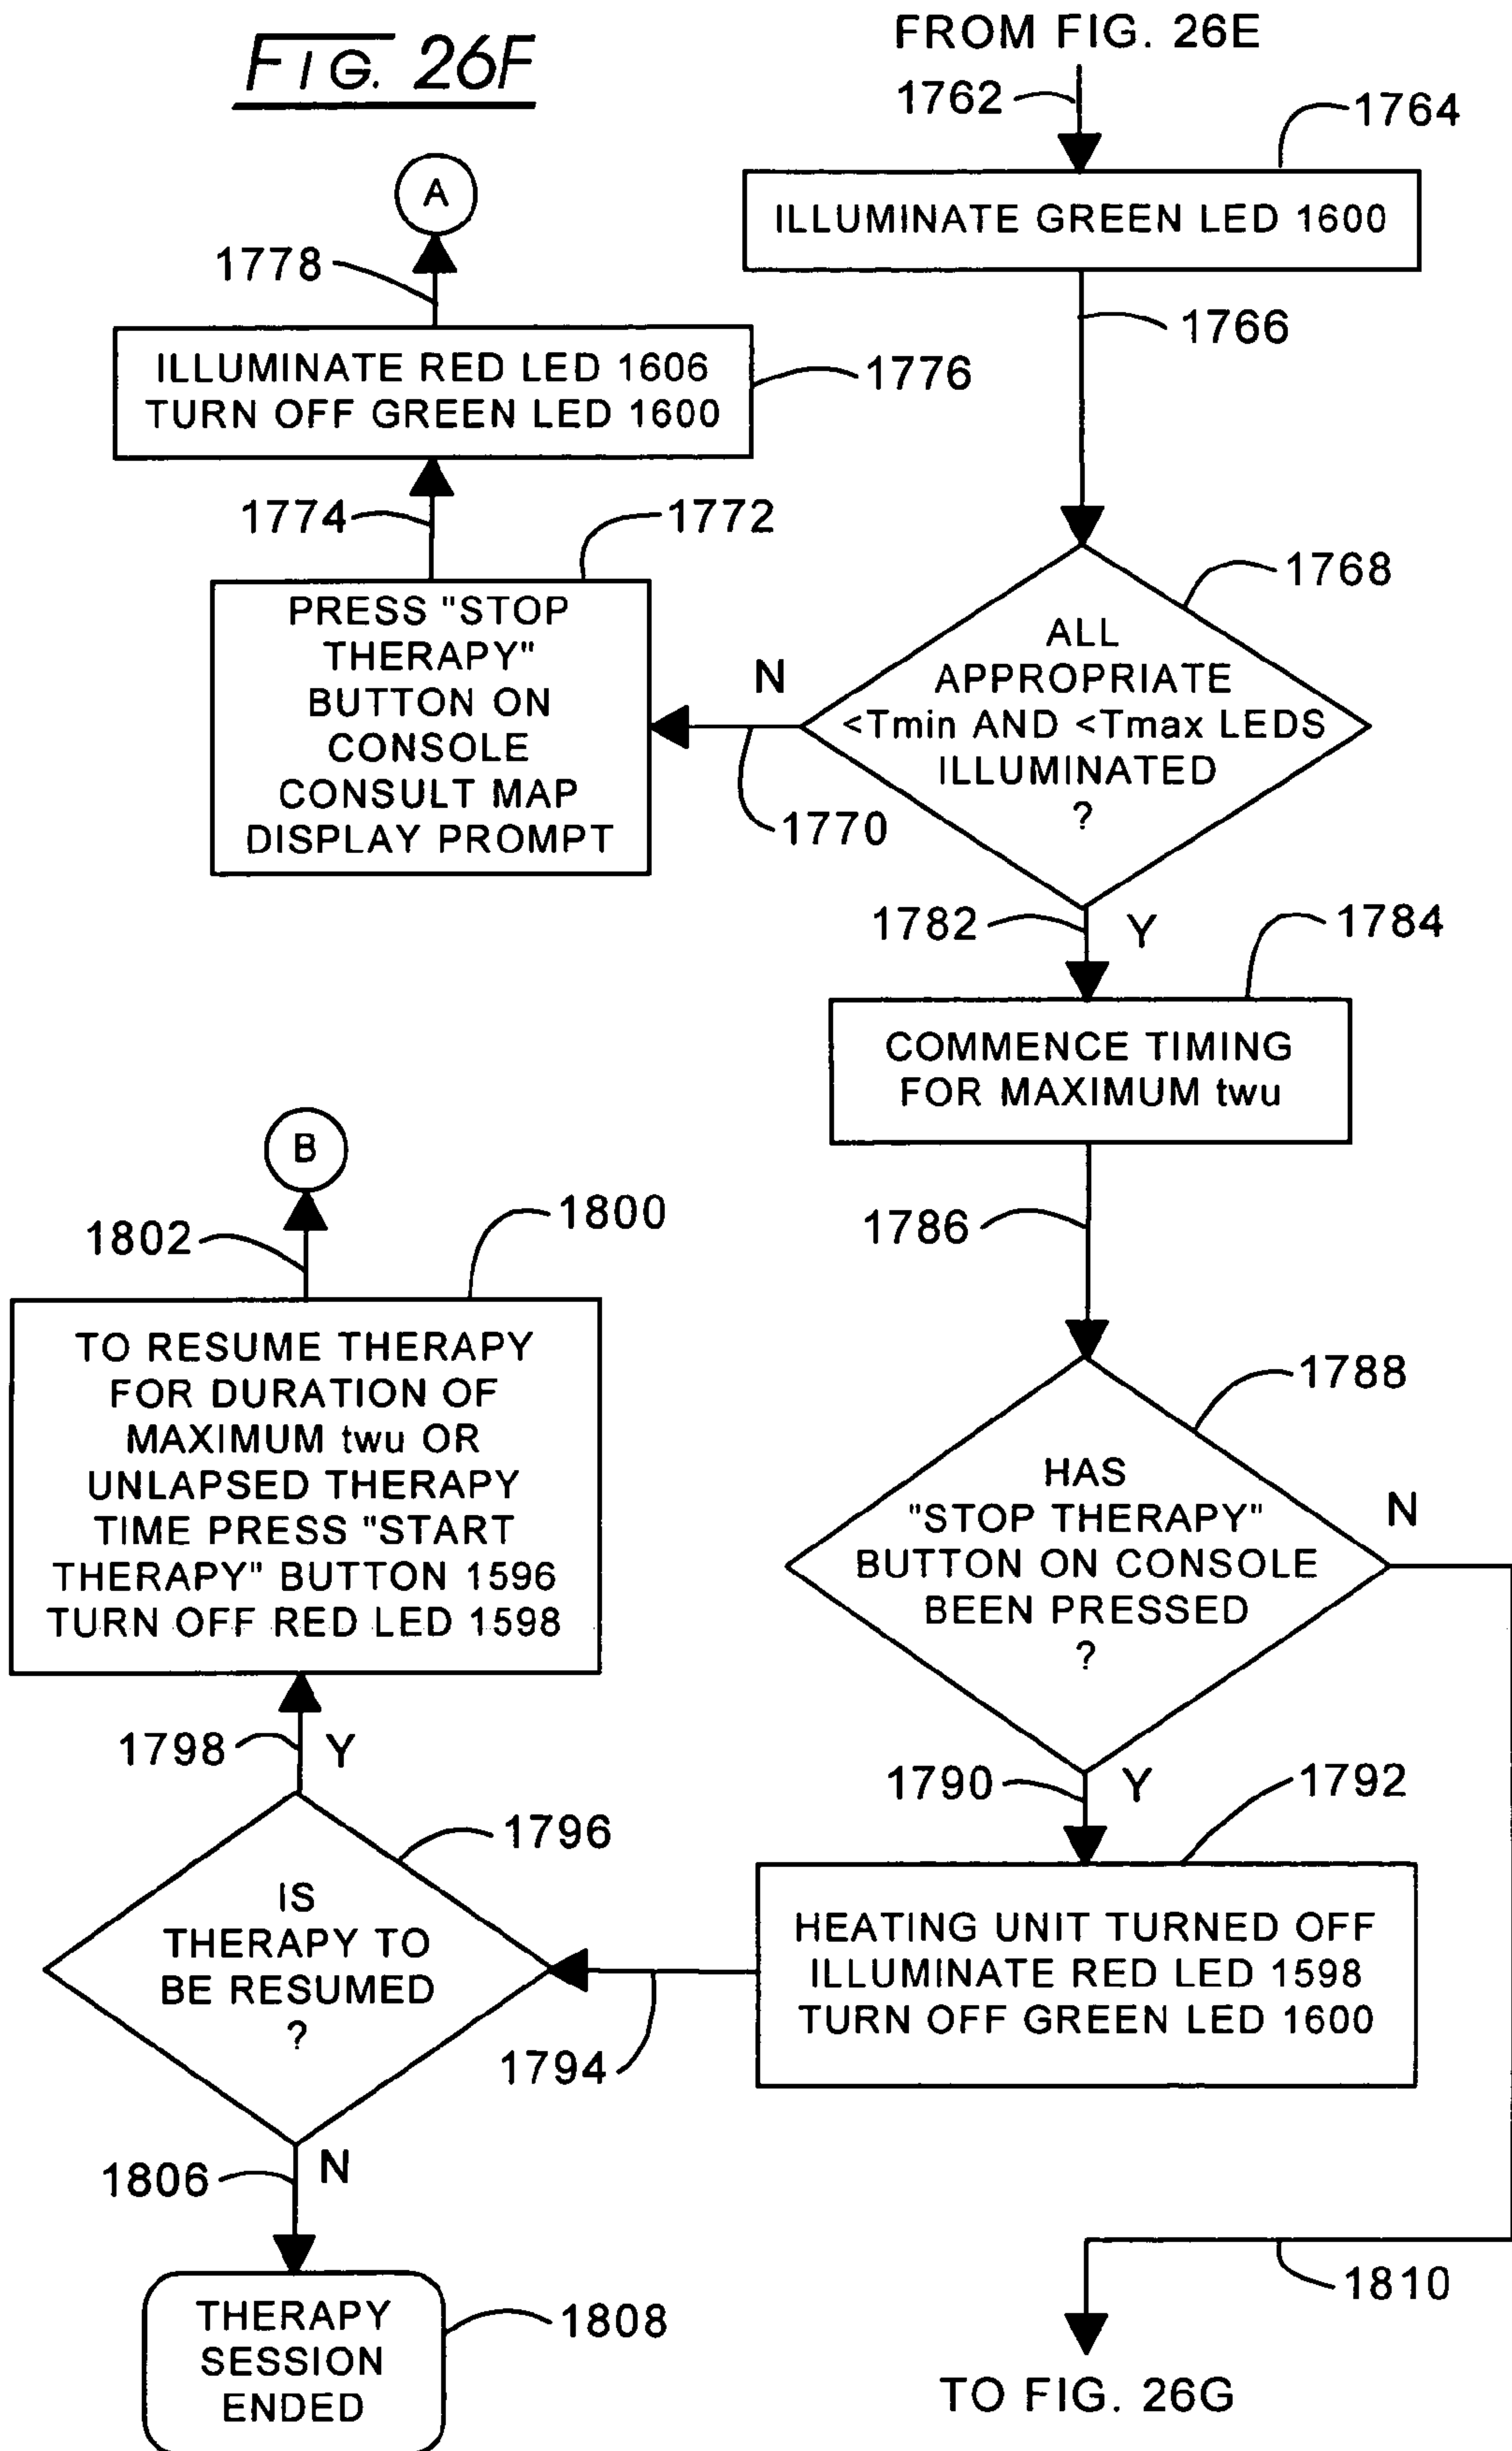 FIG. 26F
FROM FIG. 26E
1762
1764
ILLUMINATE GREEN LED 1600
1766
A
1778
ILLUMINATE RED LED 1606
TURN OFF GREEN LED 1600
1776
1774
1772
PRESS "STOP
THERAPY"
BUTTON ON
CONSOLE
CONSULT MAP
DISPLAY PROMPT
N
1770
1768
ALL
APPROPRIATE
<Tmin AND <Tmax LEDS
ILLUMINATED
?
1782
Y
1784
COMMENCE TIMING
FOR MAXIMUM twu
1786
B
1802
1800
TO RESUME THERAPY
FOR DURATION OF
MAXIMUM twu OR
UNLAPSED THERAPY
TIME PRESS "START
THERAPY" BUTTON 1596
TURN OFF RED LED 1598
1788
HAS
"STOP THERAPY"
BUTTON ON CONSOLE
BEEN PRESSED
?
N
1798
Y
1790
Y
1792
1796
IS
THERAPY TO
BE RESUMED
?
HEATING UNIT TURNED OFF
ILLUMINATE RED LED 1598
TURN OFF GREEN LED 1600
1794
1806
N
THERAPY
SESSION
ENDED
1808
1810
TO FIG. 26G